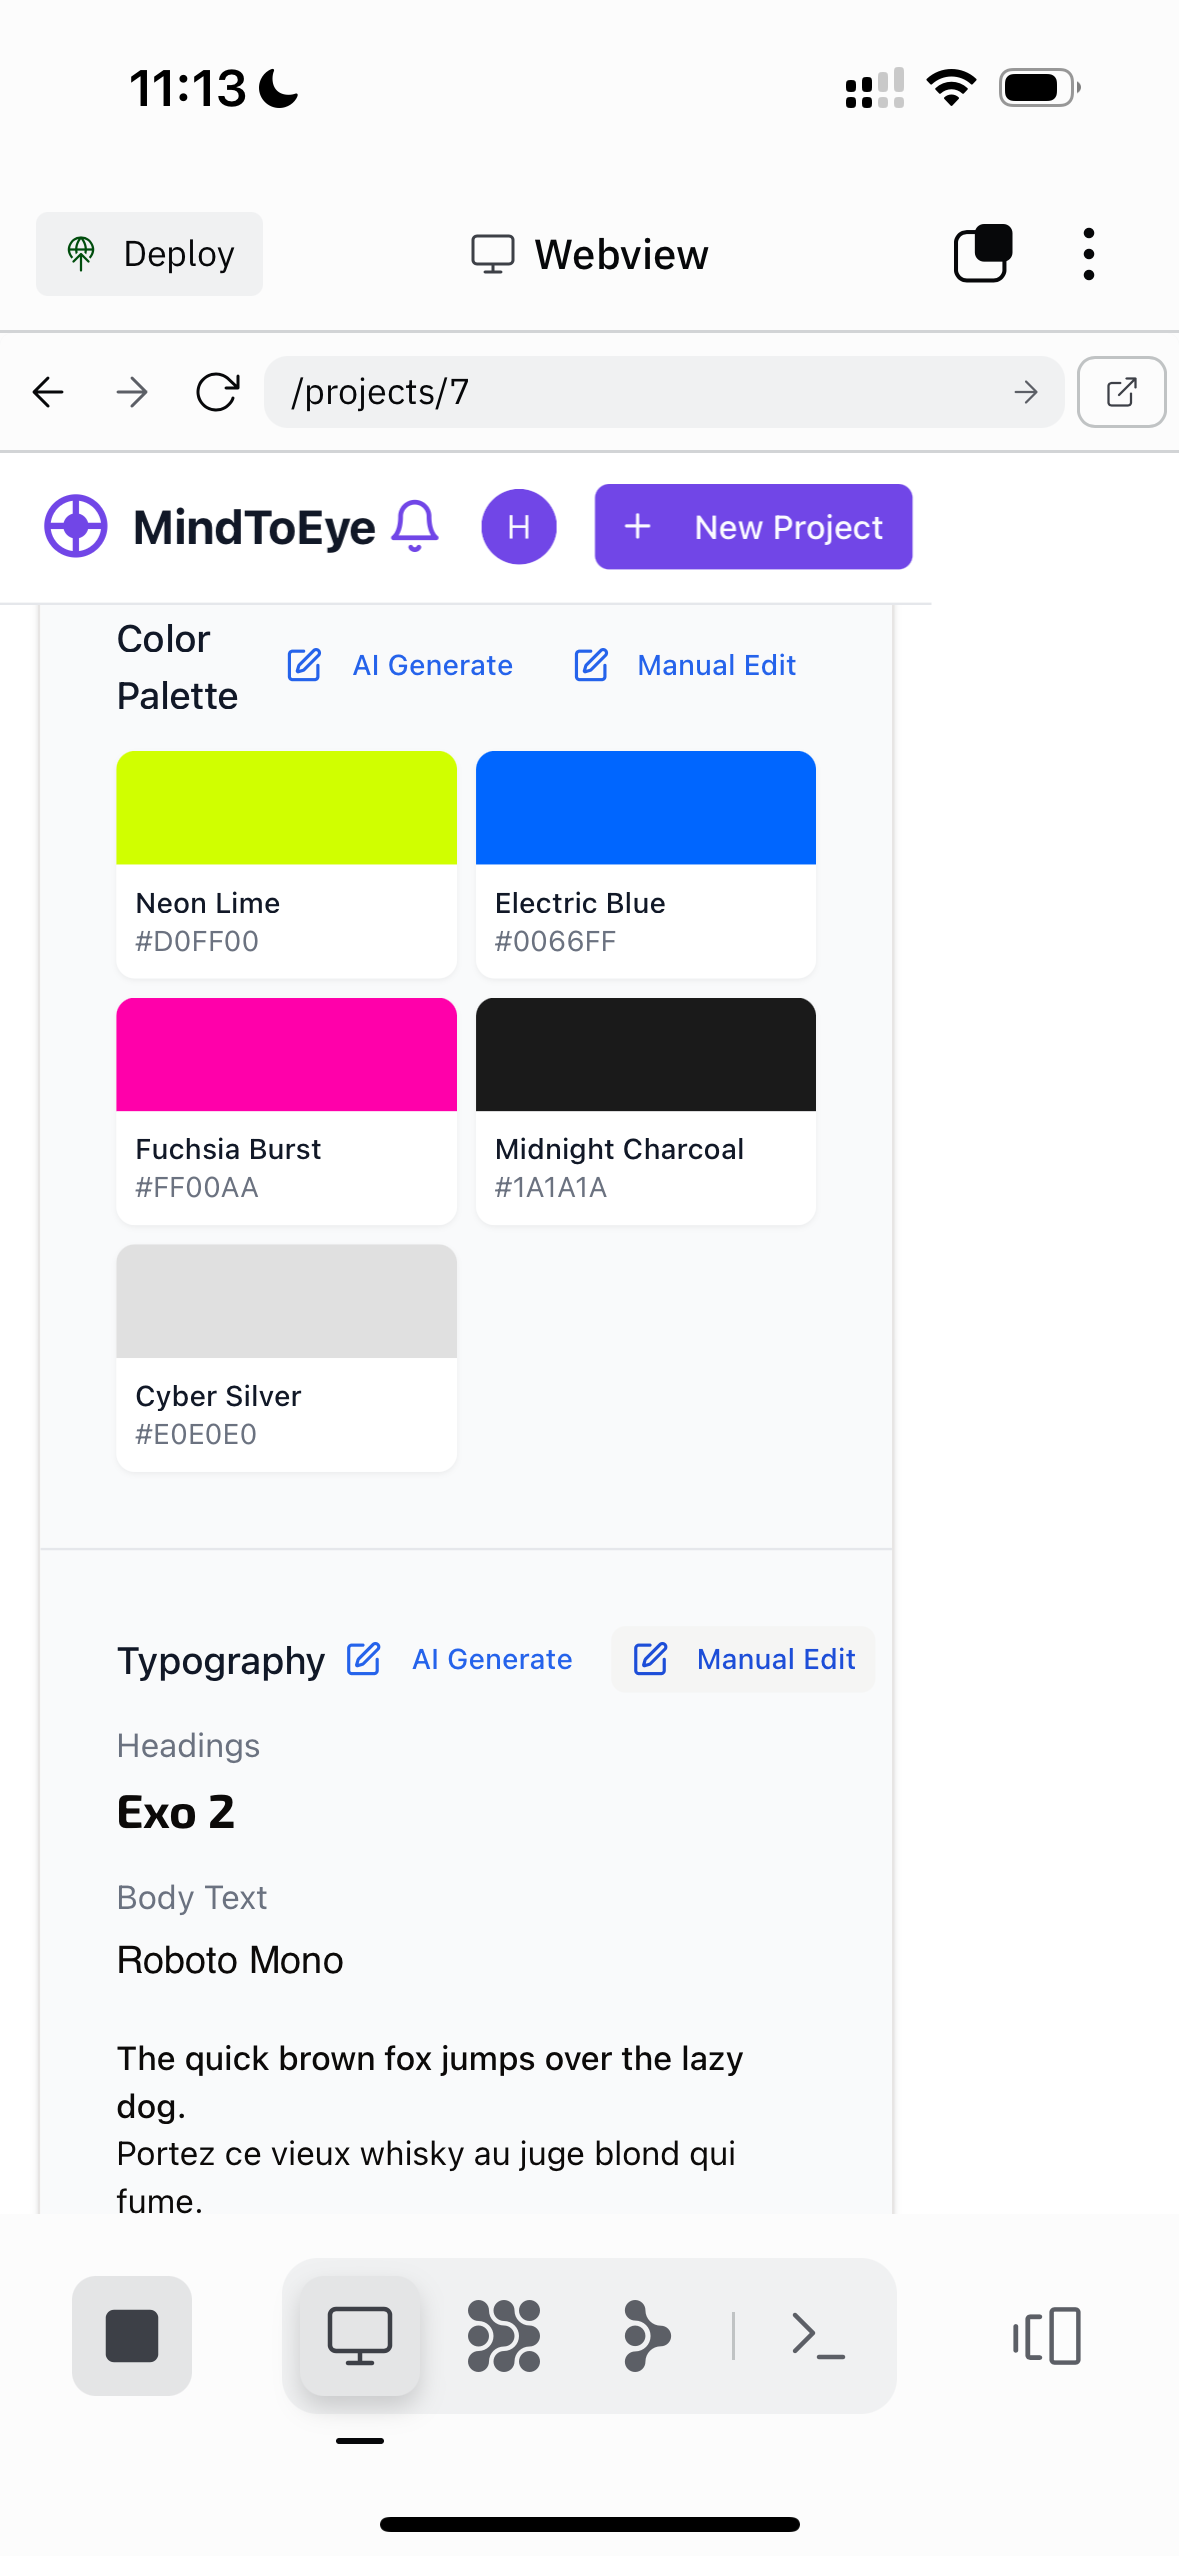 11:13
Deploy
Webview
/projects/7
MindToEye
H
New Project
Color
Palette
AI Generate
Manual Edit
Neon Lime
#D0FF00
Electric Blue
#0066FF
Fuchsia Burst
#FF00AA
Midnight Charcoal
#1A1A1A
Cyber Silver
#E0E0E0
Typography
AI Generate
Manual Edit
Headings
Exo 2
Body Text
Roboto Mono
The quick brown fox jumps over the lazy
dog.
Portez ce vieux whisky au juge blond qui
fume.